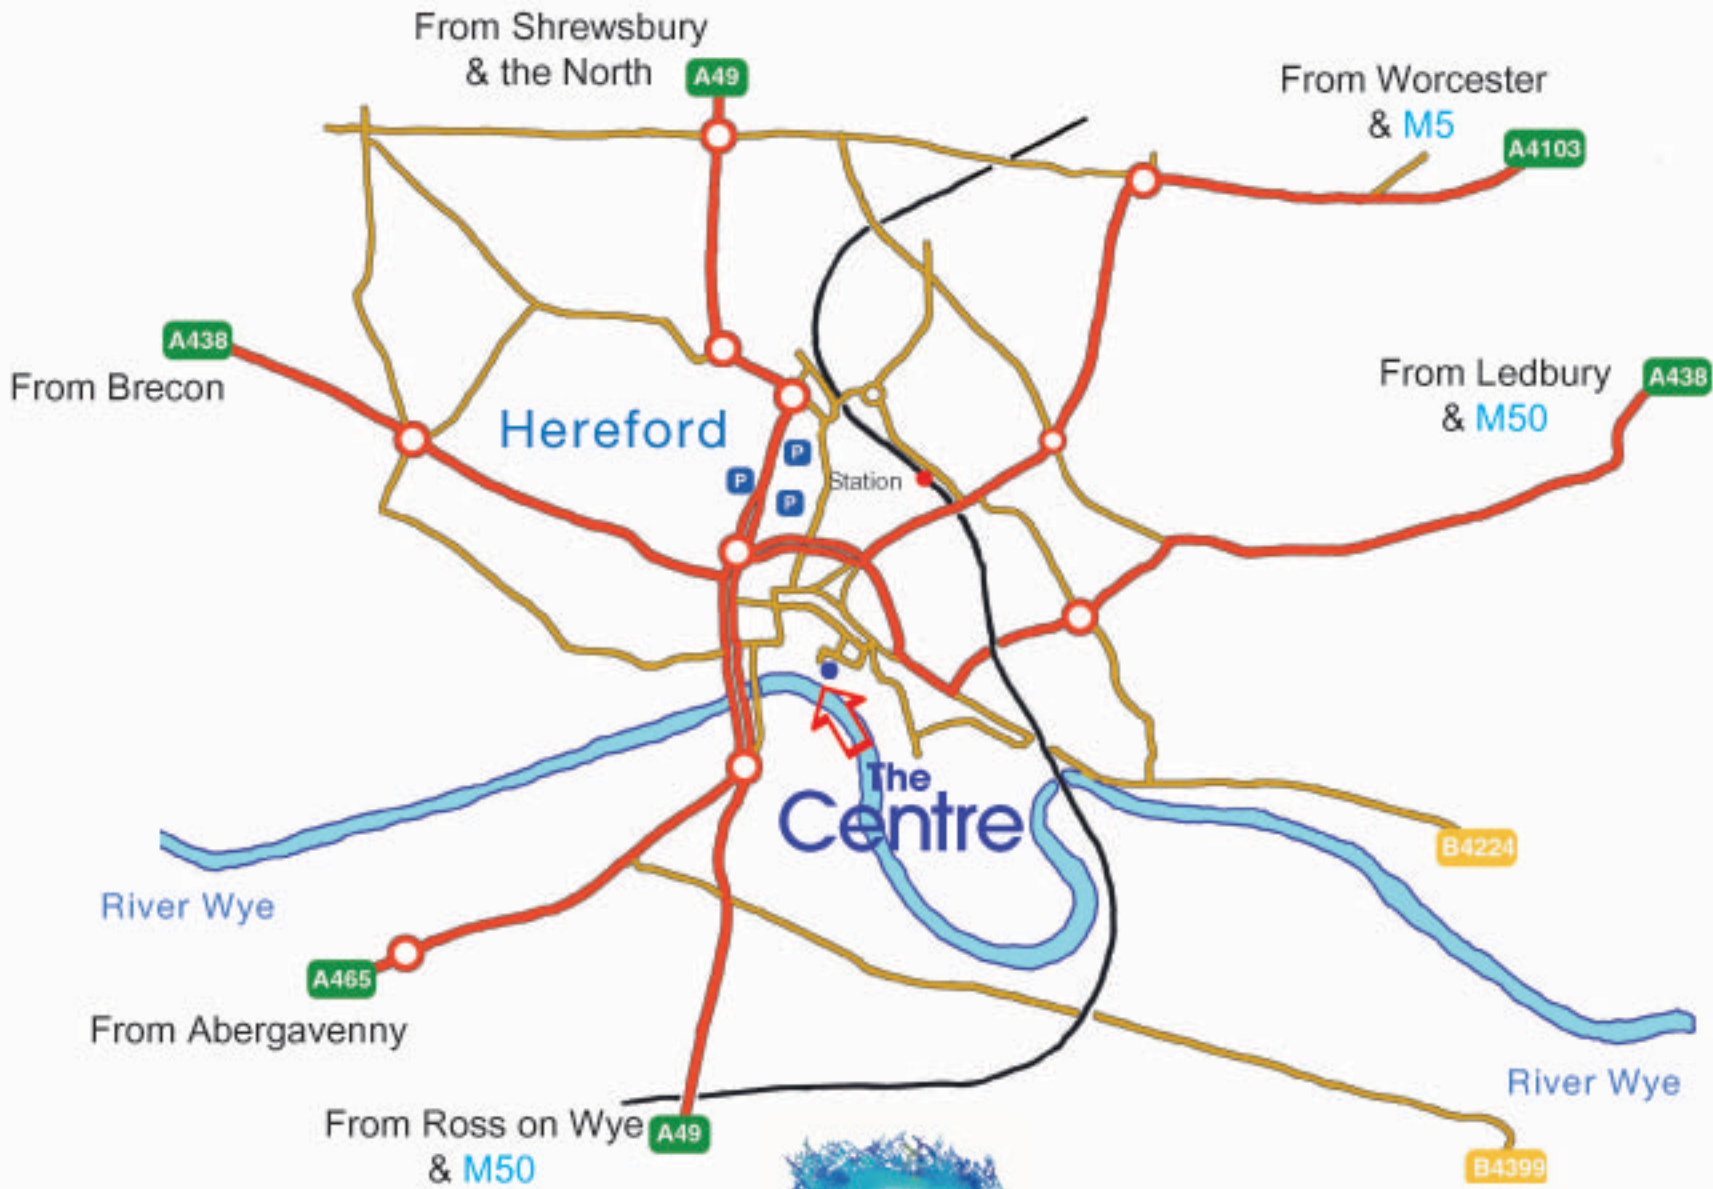 From Shrewsbury
& the North
A49
From Worcester
& M5
A4103
A438
From Brecon
Hereford
P
P
P
Station
From Ledbury
& M50
A438
The
Centre
B4224
River Wye
A465
From Abergavenny
River Wye
From Ross on Wye
& M50
A49
B4399